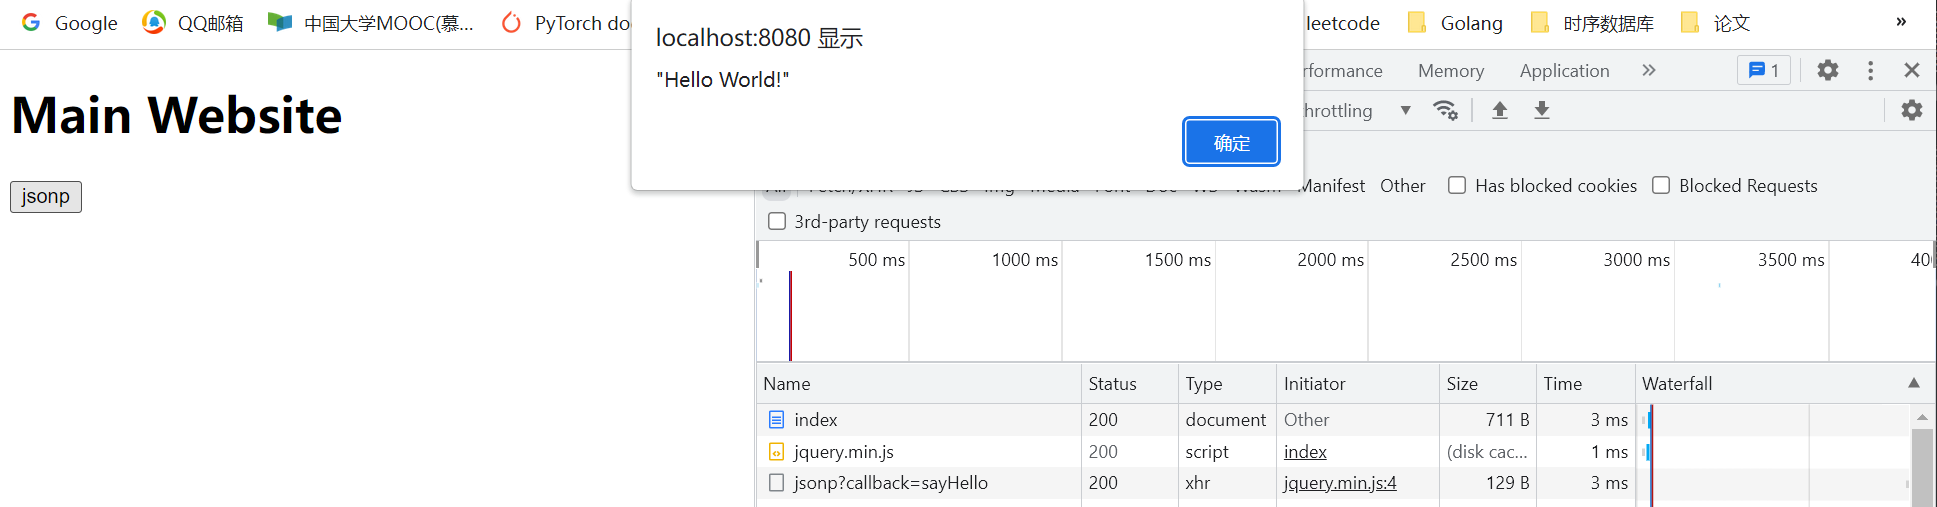 Google QQ邮箱 中国大学MOOC(慕... PyTorch do leetcode Golang 时序数据库 论文 »
localhost:8080 显示
"Hello World!"
确定
rformance Memory Application » 1
hrottling
Main Website
jsonp
Manifest Other Has blocked cookies Blocked Requests
3rd-party requests
500 ms 1000 ms 1500 ms 2000 ms 2500 ms 3000 ms 3500 ms 40
Name Status Type Initiator Size Time Waterfall
index 200 document Other 711 B 3 ms
jquery.min.js 200 script index (disk cac... 1 ms
jsonp?callback=sayHello 200 xhr jquery.min.js:4 129 B 3 ms